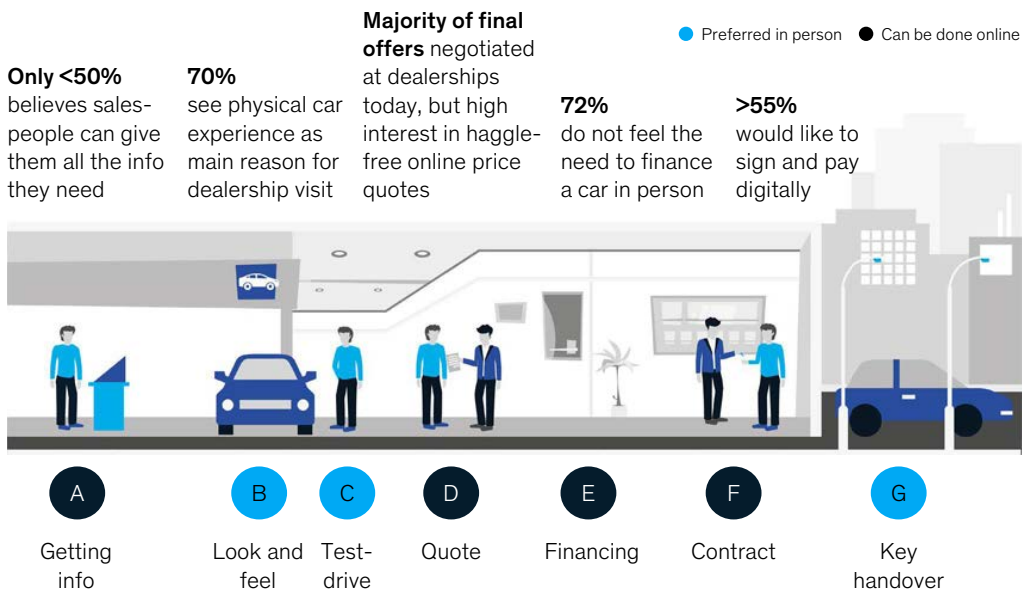 Only <50%
believes sales-
people can give
them all the info
they need
70%
see physical car
experience as
main reason for
dealership visit
Majority of final
offers negotiated
at dealerships
today, but high
interest in haggle-
free online price
quotes
72%
do not feel the
need to finance
a car in person
>55%
would like to
sign and pay
digitally
Preferred in person
Can be done online
A
Getting
info
B
Look and
feel
C
Test-
drive
D
Quote
E
Financing
F
Contract
G
Key
handover